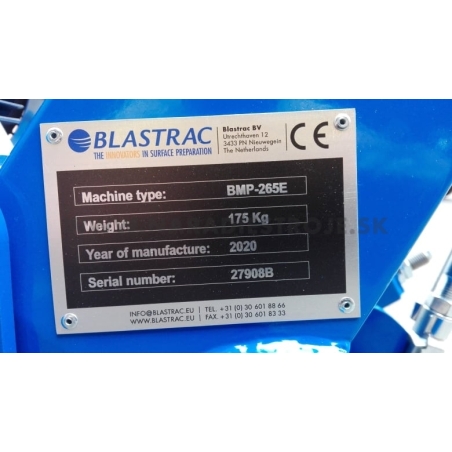 BLASTRAC
THE INNOVATORS IN SURFACE PREPARATION
Blastrac BV
Utrechthaven 12
3433 PN Nieuwegein
The Netherlands
CE
Machine type: BMP-265E
Weight: 175 Kg
Year of manufacture: 2020
Serial number: 27908B
INFO@BLASTRAC.EU | TEL. +31 (0) 30 601 88 66
WWW.BLASTRAC.EU | FAX. +31 (0) 30 601 83 33